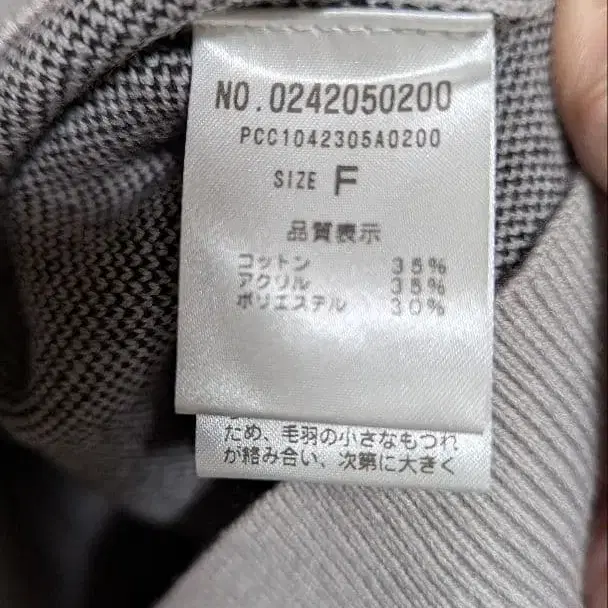 NO.0242050200
PCC1042305A0200
SIZE F
品質表示
コットン 35%
アクリル 35%
ポリエステル 30%
ため、毛羽の小さなもつれ
が絡み合い、次第に大きく